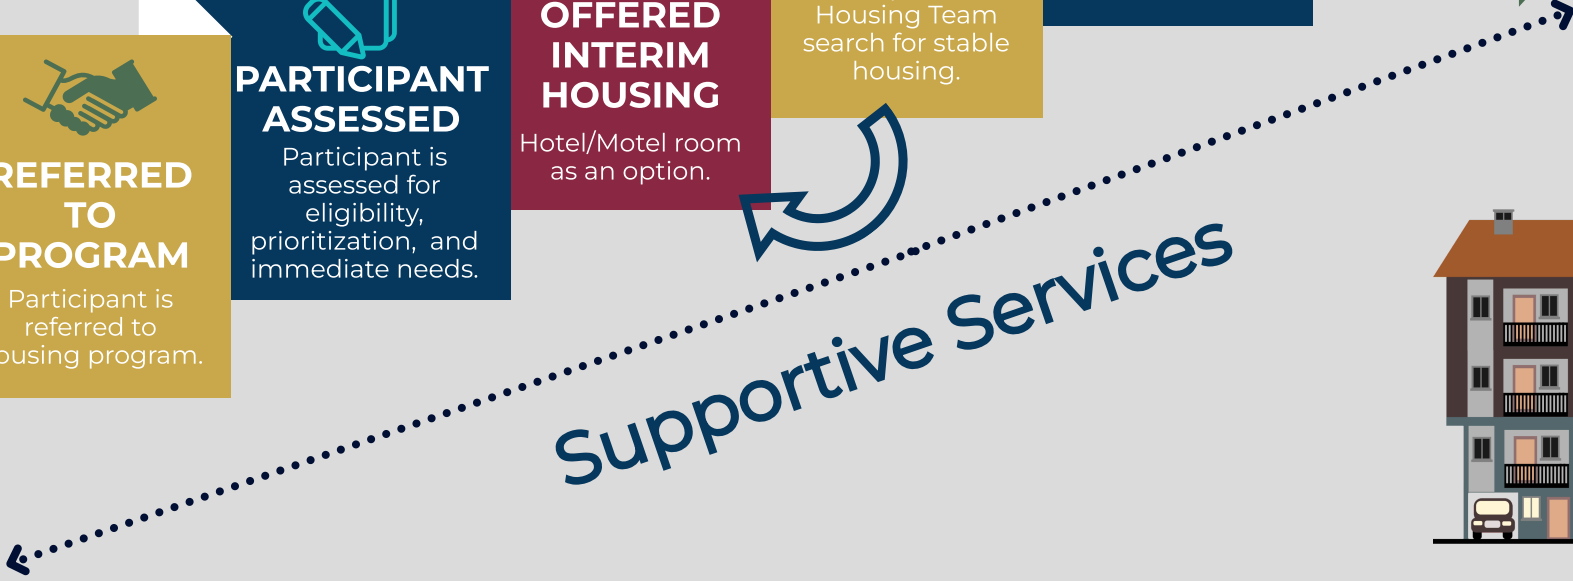 REFERRED
TO
PROGRAM
Participant is
referred to
housing program.
PARTICIPANT
ASSESSED
Participant is
assessed for
eligibility,
prioritization, and
immediate needs.
OFFERED
INTERIM
HOUSING
Hotel/Motel room
as an option.
Housing Team
search for stable
housing.
Supportive Services